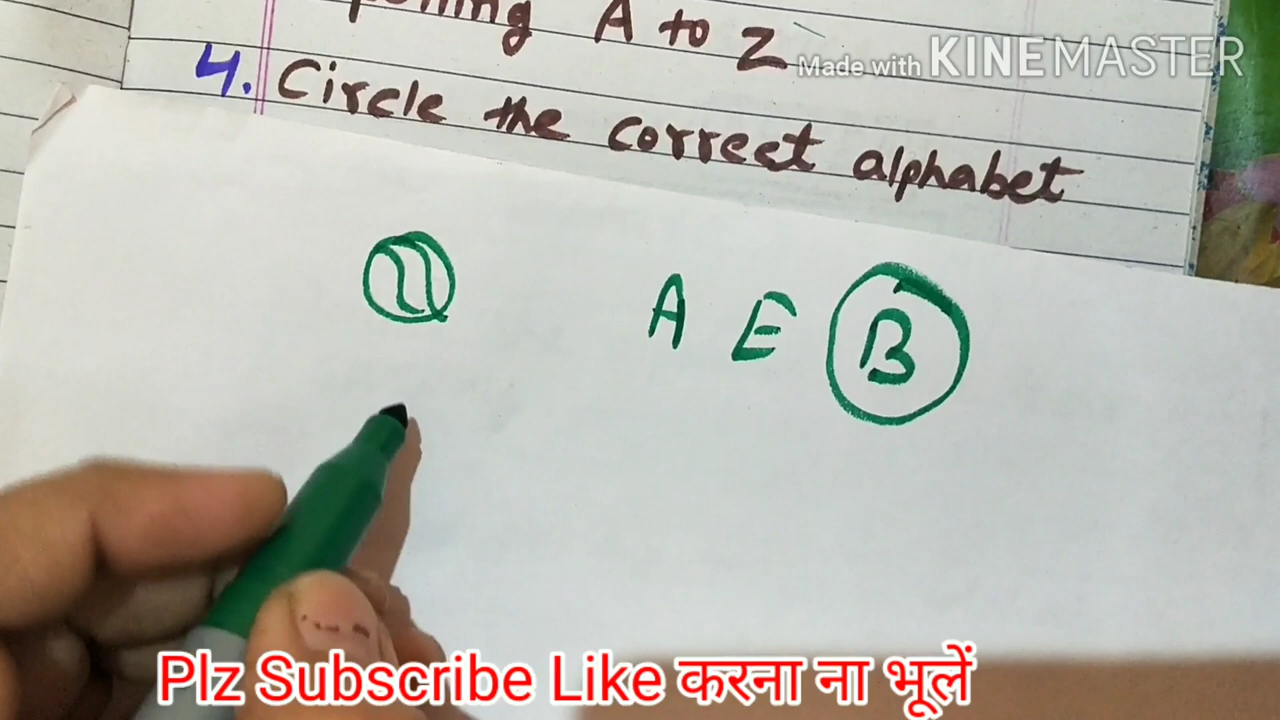 A to Z
Made with KINEMASTER
4. Circle the correct alphabet
A E B
Plz Subscribe Like करना ना भूलें